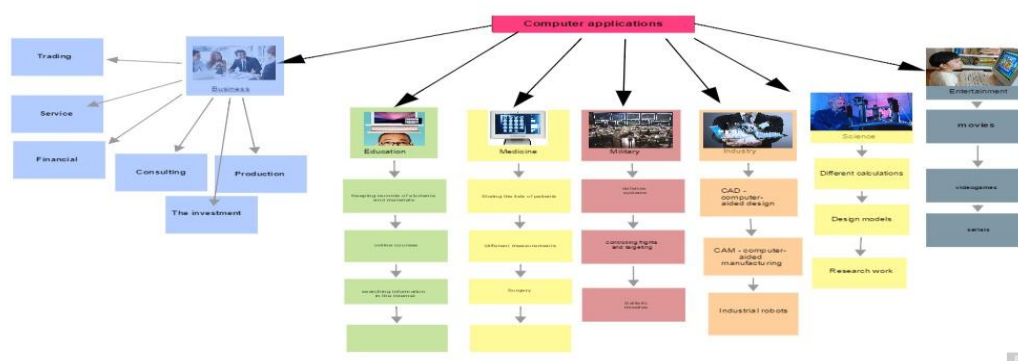 Computer applications
Trading
Service
Financial
Business
Consulting
Production
The investment
Education
Keeping records of students
and materials
online courses
searching information
in the internet
Medicine
Storing the lists of patients
Different measurements
Surgery
Military
defence
systems
controlling flights
and targeting
missiles
Industry
CAD -
computer-
aided design
CAM - computer-
aided
manufacturing
Industrial robots
Science
Different calculations
Design models
Research work
Entertainment
movies
videogames
serials